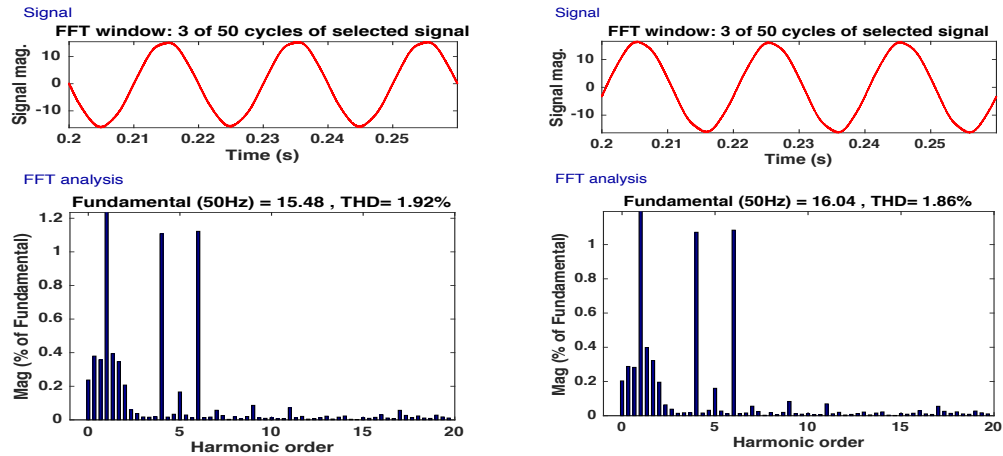 Signal
FFT window: 3 of 50 cycles of selected signal
Signal mag.
10
0
-10
0.2 0.21 0.22 0.23 0.24 0.25
Time (s)
FFT analysis
Fundamental (50Hz) = 15.48 , THD= 1.92%
Mag (% of Fundamental)
1.2
1
0.8
0.6
0.4
0.2
0
0 5 10 15 20
Harmonic order
Signal
FFT window: 3 of 50 cycles of selected signal
Signal mag.
10
0
-10
0.2 0.21 0.22 0.23 0.24 0.25
Time (s)
FFT analysis
Fundamental (50Hz) = 16.04 , THD= 1.86%
Mag (% of Fundamental)
1
0.8
0.6
0.4
0.2
0
0 5 10 15 20
Harmonic order